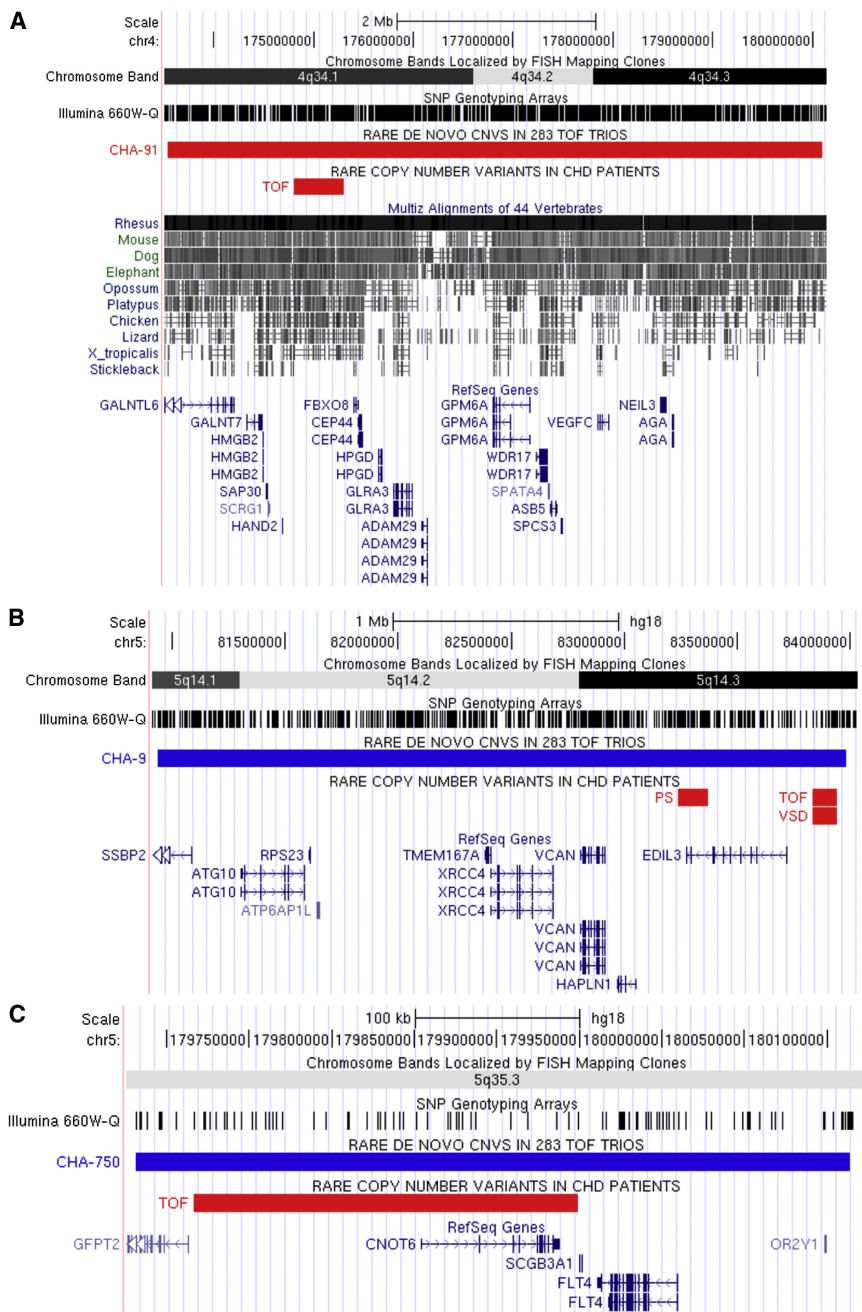 A
Scale 2 Mb
chr4: 175000000 176000000 177000000 178000000 179000000 180000000
Chromosome Bands Localized by FISH Mapping Clones
Chromosome Band 4q34.1 4q34.2 4q34.3
SNP Genotyping Arrays
Illumina 660W-Q
RARE DE NOVO CNVS IN 283 TOF TRIOS
CHA-91
RARE COPY NUMBER VARIANTS IN CHD PATIENTS
TOF
Multiz Alignments of 44 Vertebrates
Rhesus
Mouse
Dog
Elephant
Opossum
Platypus
Chicken
Lizard
X_tropicalis
Stickleback
RefSeq Genes
GALNTL6 FBXO8 GPM6A NEIL3
GALNT7 CEP44 GPM6A VEGFC AGA
HMGB2 CEP44 GPM6A AGA
HMGB2 HPGD WDR17
HMGB2 HPGD WDR17
SAP30 GLRA3 SPATA4
SCRG1 GLRA3 ASB5
HAND2 ADAM29 SPCS3
ADAM29
ADAM29
ADAM29
B
Scale 1 Mb hg18
chr5: 81500000 82000000 82500000 83000000 83500000 84000000
Chromosome Bands Localized by FISH Mapping Clones
Chromosome Band 5q14.1 5q14.2 5q14.3
SNP Genotyping Arrays
Illumina 660W-Q
RARE DE NOVO CNVS IN 283 TOF TRIOS
CHA-9
RARE COPY NUMBER VARIANTS IN CHD PATIENTS
PS TOF
VSD
RefSeq Genes
SSBP2 RPS23 TMEM167A VCAN EDIL3
ATG10 XRCC4
ATG10 XRCC4
ATP6AP1L XRCC4
VCAN
VCAN
VCAN
HAPLN1
C
Scale 100 kb hg18
chr5: 179750000 179800000 179850000 179900000 179950000 180000000 180050000 180100000
Chromosome Bands Localized by FISH Mapping Clones
5q35.3
SNP Genotyping Arrays
Illumina 660W-Q
RARE DE NOVO CNVS IN 283 TOF TRIOS
CHA-750
RARE COPY NUMBER VARIANTS IN CHD PATIENTS
TOF
RefSeq Genes
GFPT2 CNOT6 OR2Y1
SCGB3A1
FLT4
FLT4